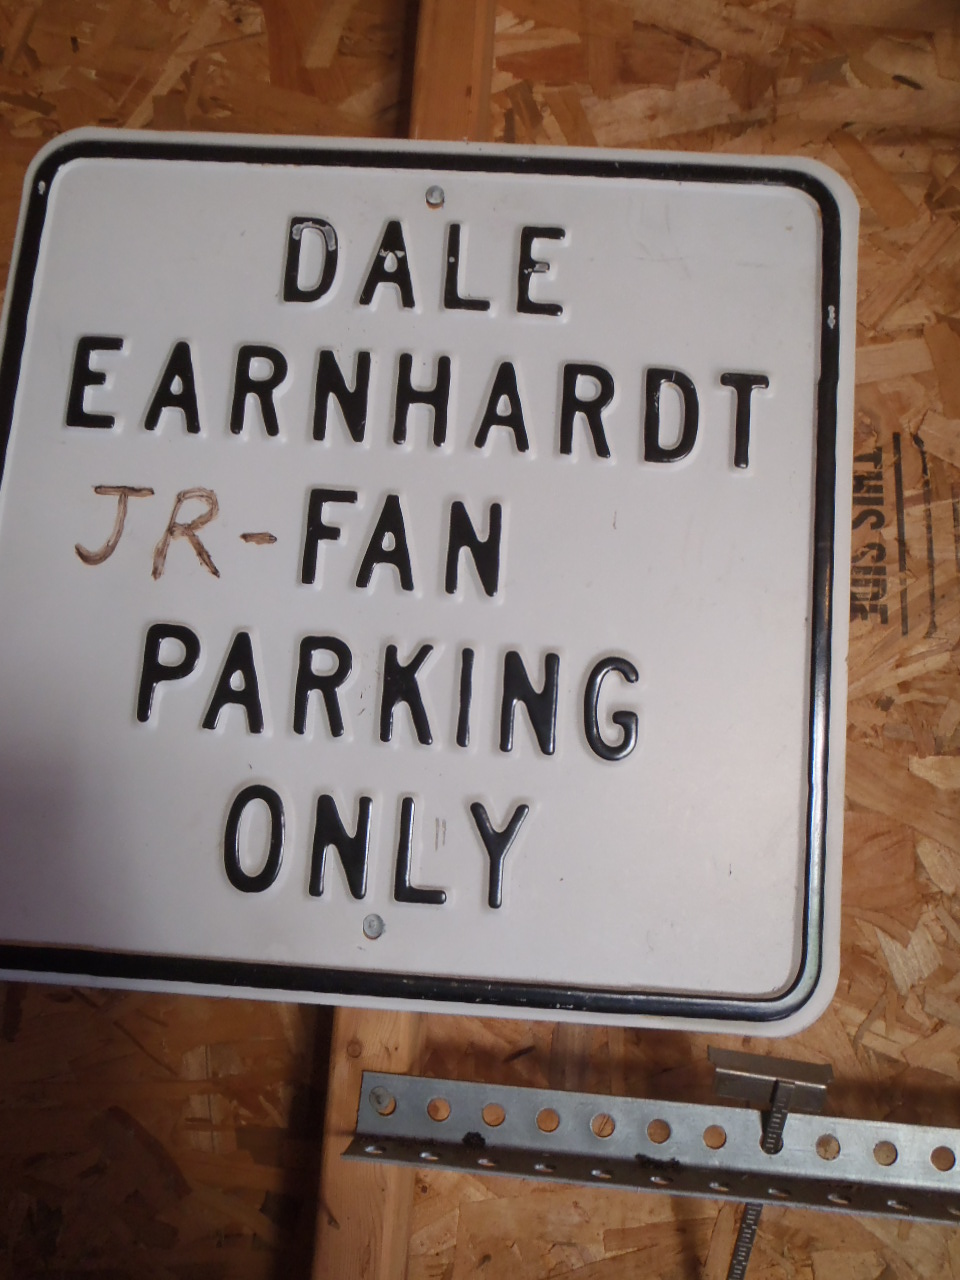 DALE
EARNHARDT
JR-FAN
PARKING
ONLY
THIS SIDE